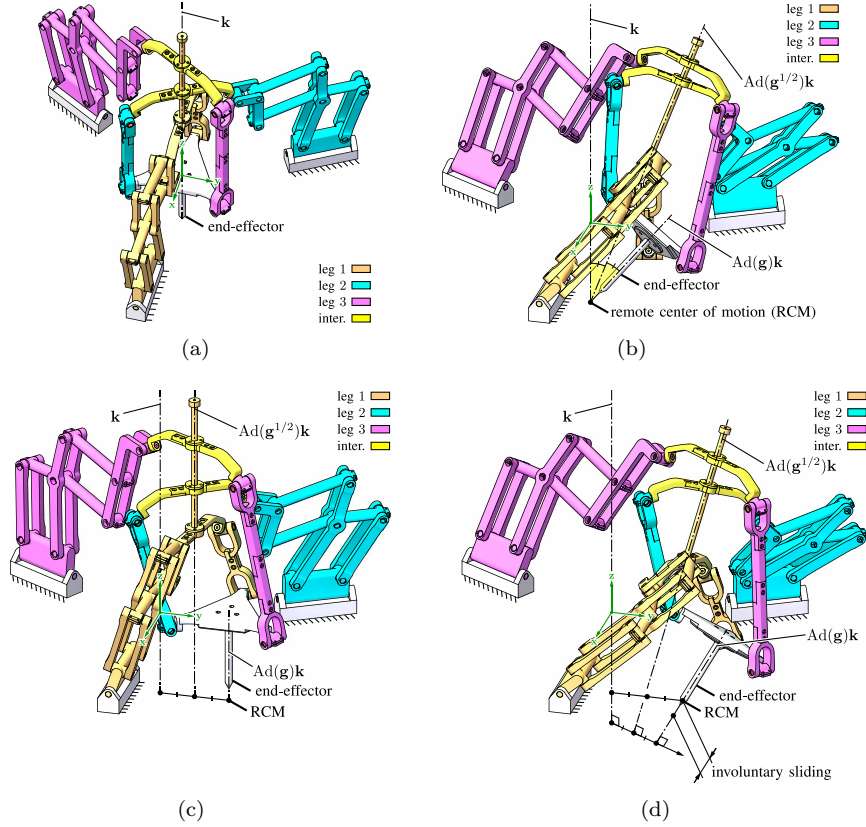 k
x
y
end-effector
leg 1
leg 2
leg 3
inter.
(a)
k
leg 1
leg 2
leg 3
inter.
Ad(g^{1/2})k
z
x
y
Ad(g)k
end-effector
remote center of motion (RCM)
(b)
k
leg 1
leg 2
leg 3
inter.
Ad(g^{1/2})k
z
x
y
Ad(g)k
end-effector
RCM
(c)
k
leg 1
leg 2
leg 3
inter.
Ad(g^{1/2})k
z
x
y
Ad(g)k
end-effector
RCM
involuntary sliding
(d)